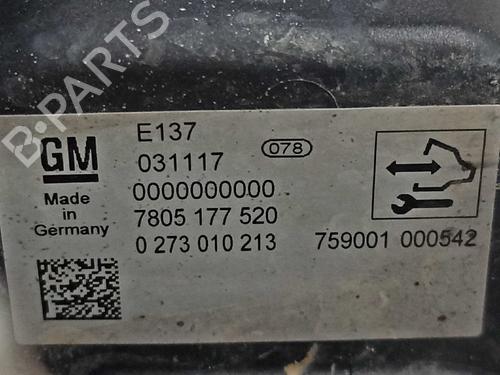 B-PARTS
GM
Made
in
Germany
E137
031117
078
0000000000
7805 177 520
0 273 010 213
759001 000542